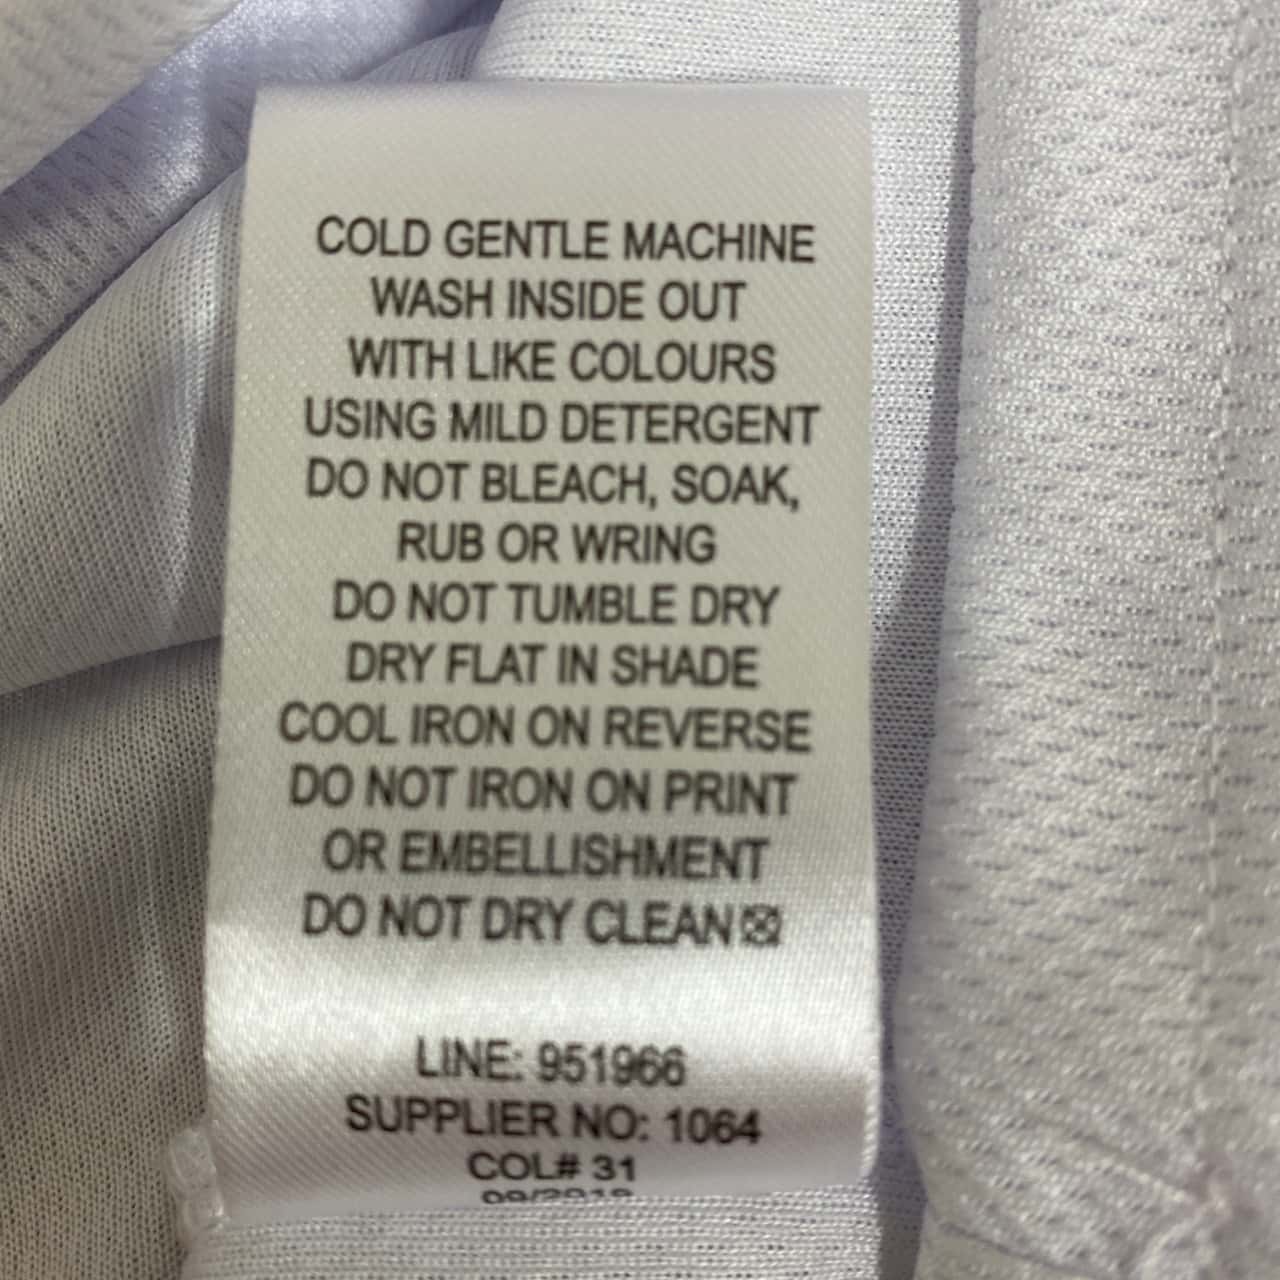 COLD GENTLE MACHINE
WASH INSIDE OUT
WITH LIKE COLOURS
USING MILD DETERGENT
DO NOT BLEACH, SOAK,
RUB OR WRING
DO NOT TUMBLE DRY
DRY FLAT IN SHADE
COOL IRON ON REVERSE
DO NOT IRON ON PRINT
OR EMBELLISHMENT
DO NOT DRY CLEAN
LINE: 951966
SUPPLIER NO: 1064
COL# 31